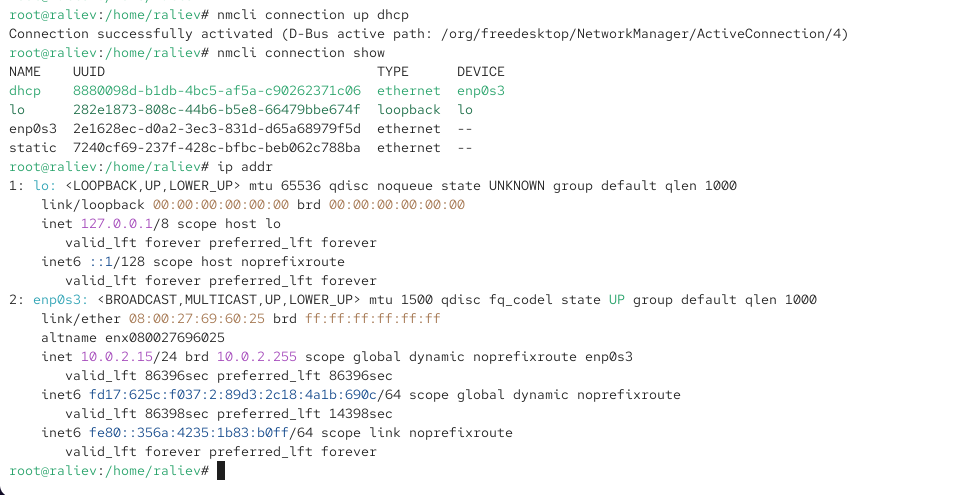 root@raliev:/home/raliev# nmcli connection up dhcp
Connection successfully activated (D-Bus active path: /org/freedesktop/NetworkManager/ActiveConnection/4)
root@raliev:/home/raliev# nmcli connection show
NAME    UUID                                  TYPE      DEVICE
dhcp    8880098d-b1db-4bc5-af5a-c90262371c06  ethernet  enp0s3
lo      282e1873-808c-44b6-b5e8-66479bbe674f  loopback  lo
enp0s3  2e1628ec-d0a2-3ec3-831d-d65a68979f5d  ethernet  --
static  7240cf69-237f-428c-bfbc-beb062c788ba  ethernet  --
root@raliev:/home/raliev# ip addr
1: lo: <LOOPBACK,UP,LOWER_UP> mtu 65536 qdisc noqueue state UNKNOWN group default qlen 1000
    link/loopback 00:00:00:00:00:00 brd 00:00:00:00:00:00
    inet 127.0.0.1/8 scope host lo
       valid_lft forever preferred_lft forever
    inet6 ::1/128 scope host noprefixroute
       valid_lft forever preferred_lft forever
2: enp0s3: <BROADCAST,MULTICAST,UP,LOWER_UP> mtu 1500 qdisc fq_codel state UP group default qlen 1000
    link/ether 08:00:27:69:60:25 brd ff:ff:ff:ff:ff:ff
    altname enx080027696025
    inet 10.0.2.15/24 brd 10.0.2.255 scope global dynamic noprefixroute enp0s3
       valid_lft 86396sec preferred_lft 86396sec
    inet6 fd17:625c:f037:2:89d3:2c18:4a1b:690c/64 scope global dynamic noprefixroute
       valid_lft 86398sec preferred_lft 14398sec
    inet6 fe80::356a:4235:1b83:b0ff/64 scope link noprefixroute
       valid_lft forever preferred_lft forever
root@raliev:/home/raliev#